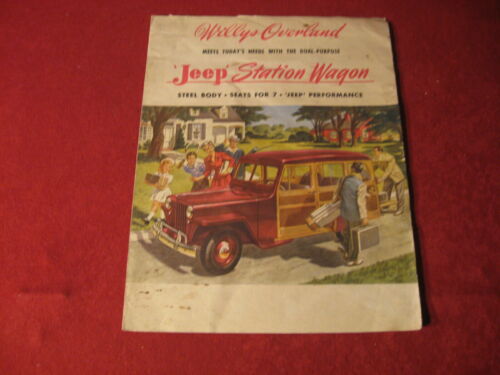 Willys Overland
MEETS TODAY'S NEEDS WITH THE DUAL-PURPOSE
'Jeep' Station Wagon
STEEL BODY • SEATS FOR 7 • 'JEEP' PERFORMANCE